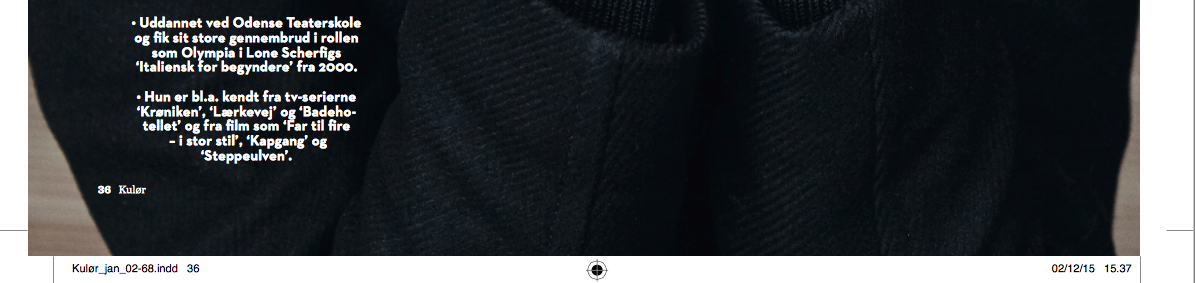 • Uddannet ved Odense Teaterskole
og fik sit store gennembrud i rollen
som Olympia i Lone Scherfigs
‘Italiensk for begyndere’ fra 2000.
• Hun er bl.a. kendt fra tv-serierne
‘Krøniken’, ‘Lærkevej’ og ‘Badeho-
tellet’ og fra film som ‘Far til fire
– i stor stil’, ‘Kapgang’ og
‘Steppeulven’.
36 Kulør
Kulør_jan_02-68.indd 36
02/12/15 15.37